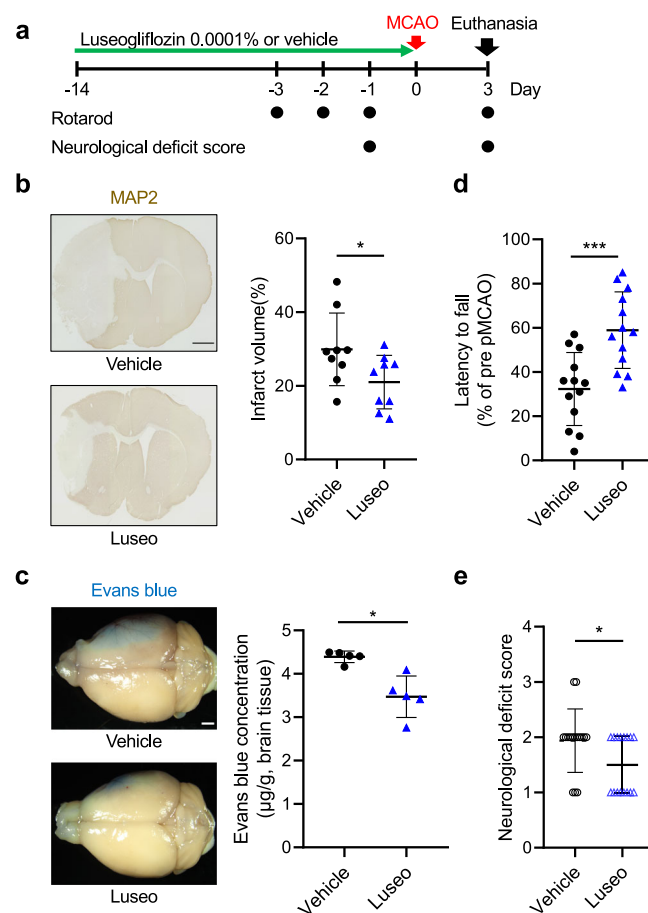 a
Luseogliflozin 0.0001% or vehicle
MCAO
Euthanasia
-14
-3
-2
-1
0
3
Day
Rotarod
Neurological deficit score
b
MAP2
Vehicle
Luseo
Infarct volume(%)
60
40
20
0
*
Vehicle
Luseo
d
Latency to fall
(% of pre pMCAO)
100
80
60
40
20
0
***
Vehicle
Luseo
c
Evans blue
Vehicle
Luseo
Evans blue concentration
(μg/g, brain tissue)
5
4
3
2
1
0
*
Vehicle
Luseo
e
Neurological deficit score
4
3
2
1
0
*
Vehicle
Luseo